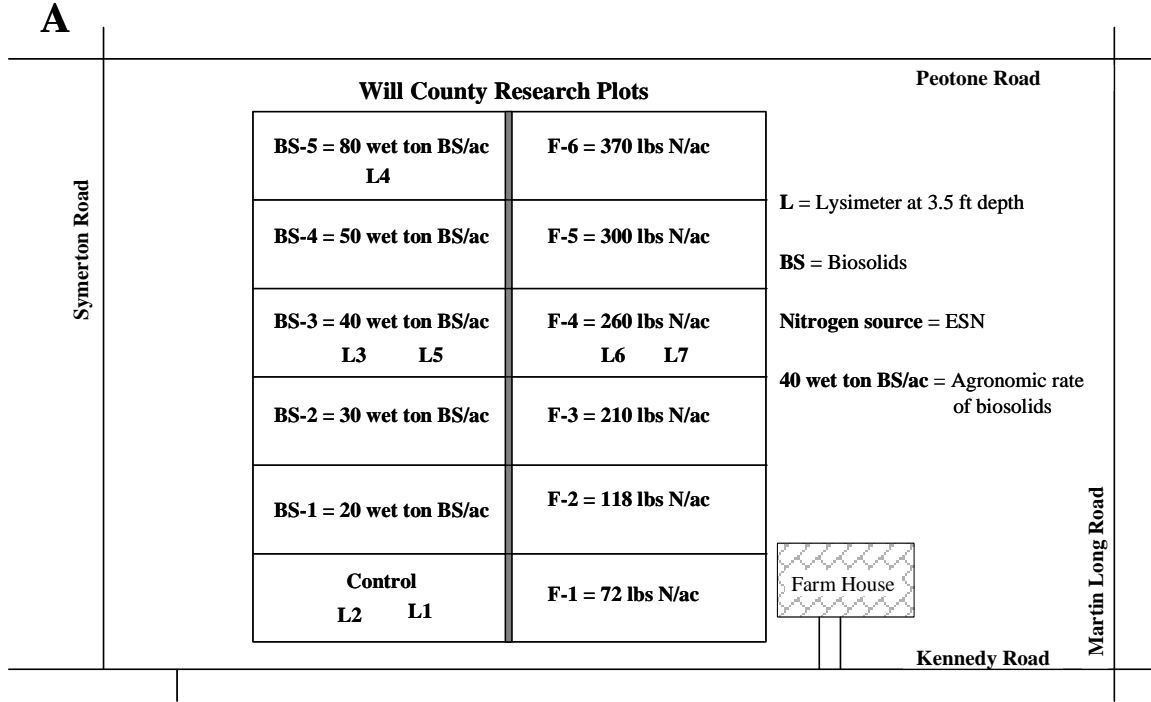 A
Peotone Road
Will County Research Plots
Symerton Road
BS-5 = 80 wet ton BS/ac
L4
F-6 = 370 lbs N/ac
BS-4 = 50 wet ton BS/ac
F-5 = 300 lbs N/ac
BS-3 = 40 wet ton BS/ac
L3 L5
F-4 = 260 lbs N/ac
L6 L7
BS-2 = 30 wet ton BS/ac
F-3 = 210 lbs N/ac
BS-1 = 20 wet ton BS/ac
F-2 = 118 lbs N/ac
Control
L2 L1
F-1 = 72 lbs N/ac
L = Lysimeter at 3.5 ft depth
BS = Biosolids
Nitrogen source = ESN
40 wet ton BS/ac = Agronomic rate
of biosolids
Farm House
Martin Long Road
Kennedy Road